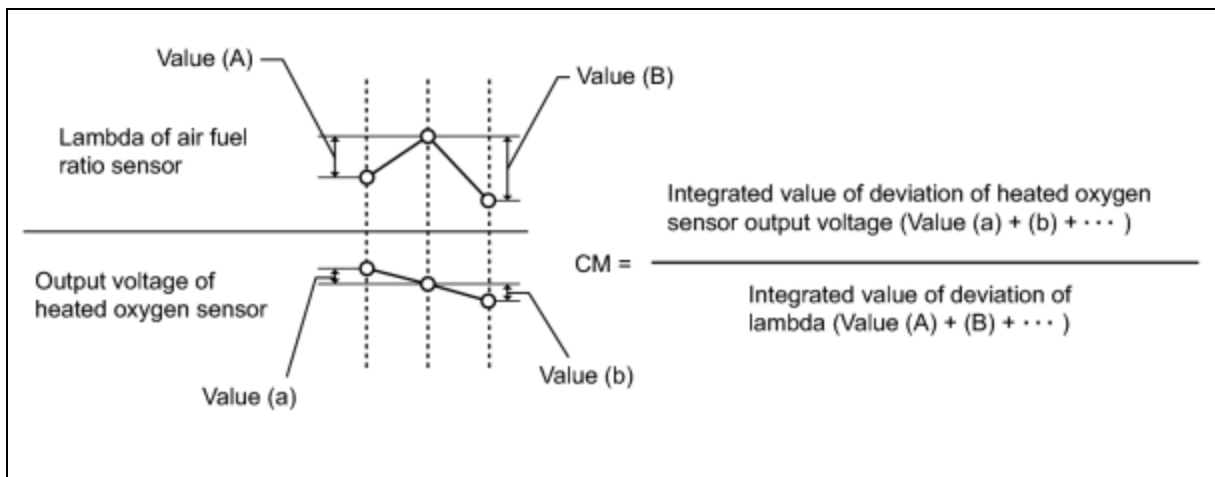 Value (A)
Value (B)
Lambda of air fuel
ratio sensor
Output voltage of
heated oxygen sensor
Value (a)
Value (b)
CM =
Integrated value of deviation of heated oxygen
sensor output voltage (Value (a) + (b) + ··· )
Integrated value of deviation of
lambda (Value (A) + (B) + ··· )